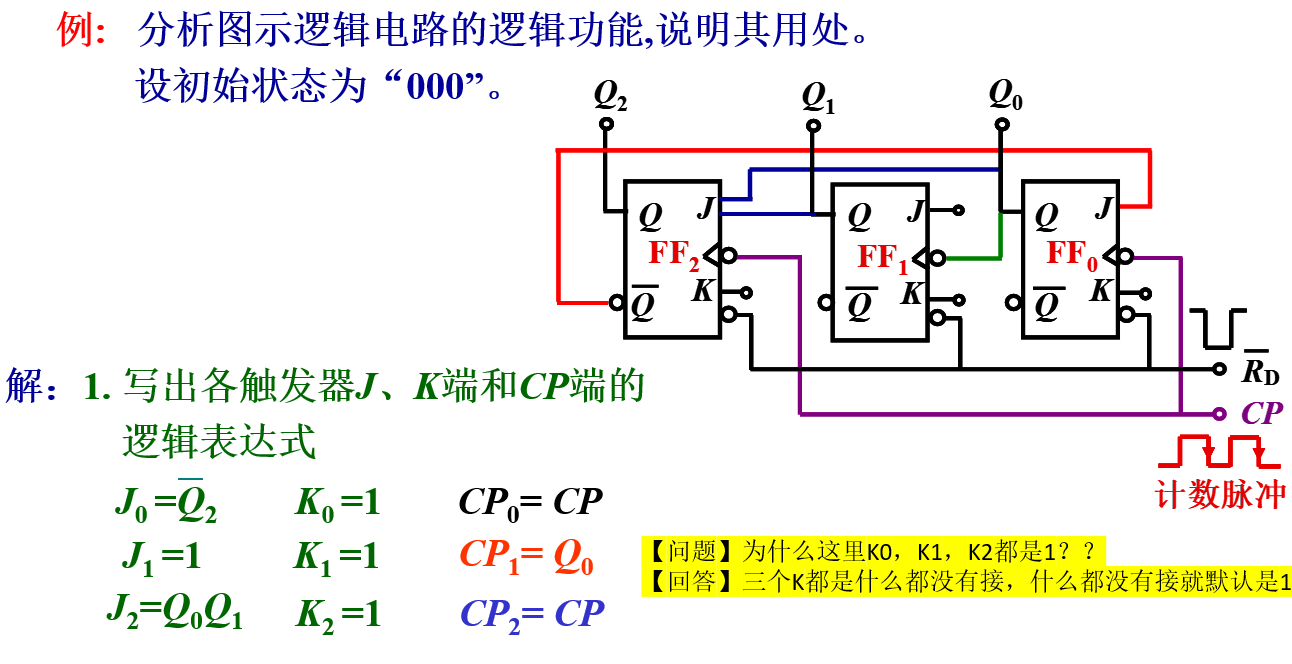 例: 分析图示逻辑电路的逻辑功能,说明其用处。
设初始状态为“000”。
Q₂ Q₁ Q₀
Q J Q J Q J
FF₂ FF₁ FF₀
Q̅ K Q̅ K Q̅ K
R̅D
CP
计数脉冲
解：1. 写出各触发器J、K端和CP端的
逻辑表达式
J₀ =Q̅₂ K₀ =1 CP₀= CP
J₁ =1 K₁ =1 CP₁= Q₀
J₂=Q₀Q₁ K₂ =1 CP₂= CP
【问题】为什么这里K0，K1，K2都是1？？
【回答】三个K都是什么都没有接，什么都没有接就默认是1